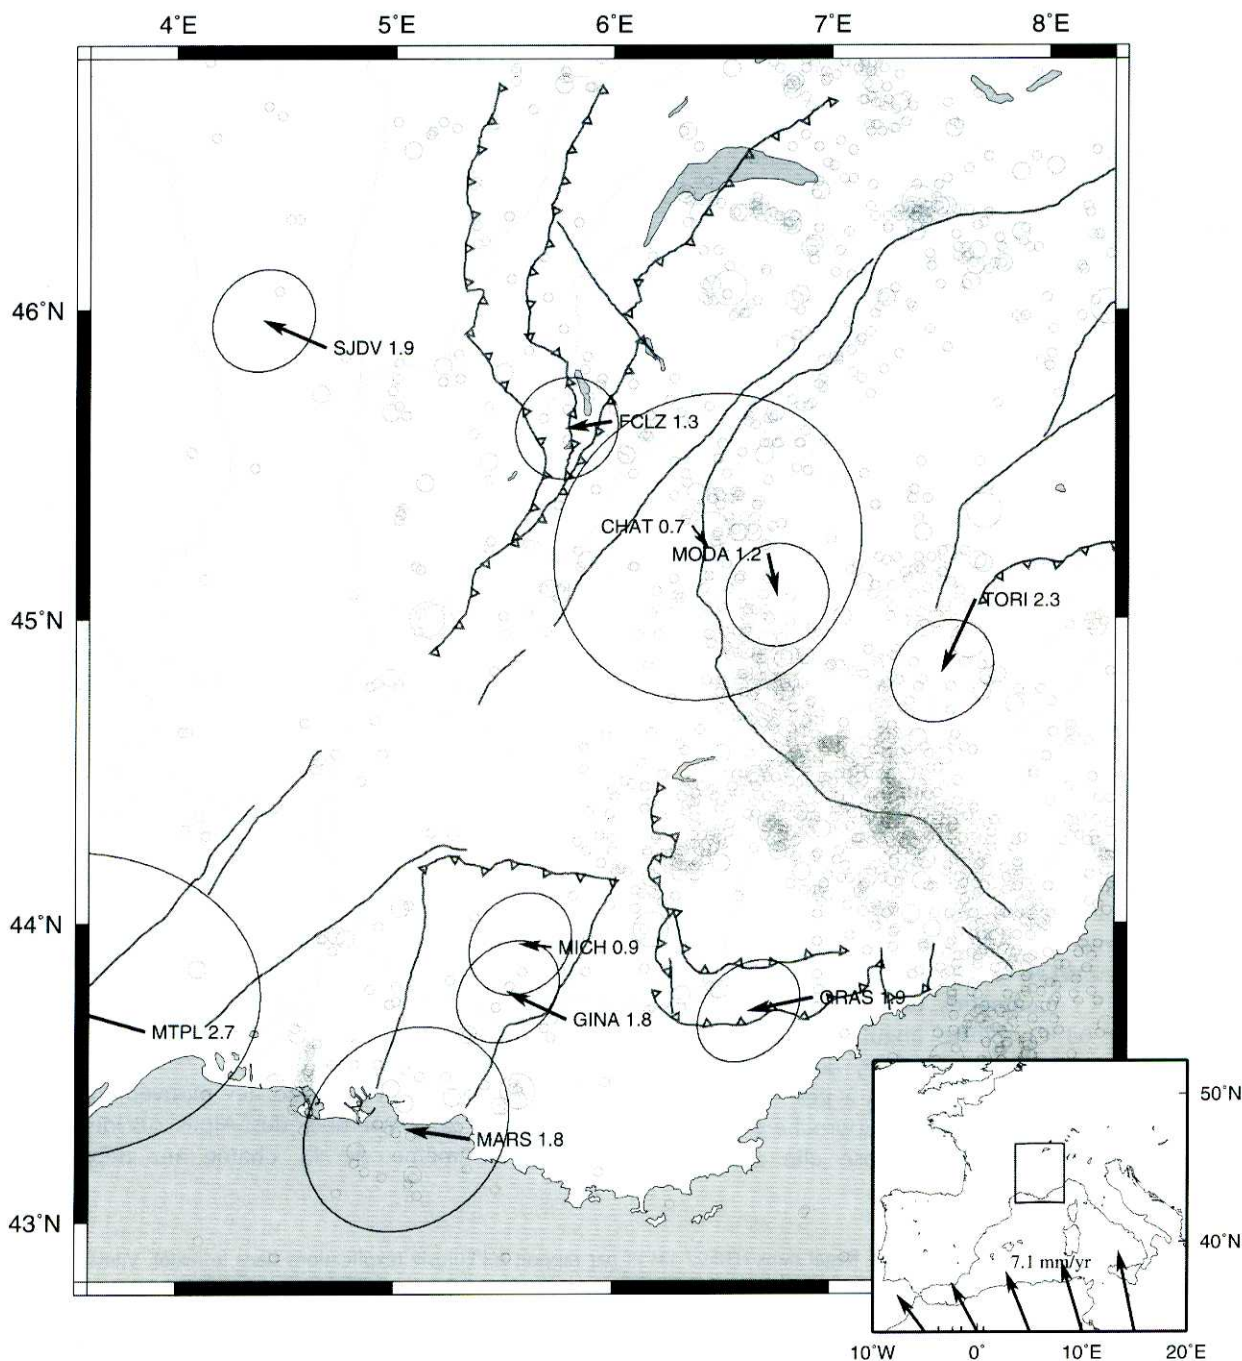 4°E 5°E 6°E 7°E 8°E
46°N
SJDV 1.9
FCLZ 1.3
CHAT 0.7
MODA 1.2
45°N
TORI 2.3
44°N
MICH 0.9
GRAS 1.9
GINA 1.8
MTPL 2.7
MARS 1.8
43°N
50°N
40°N
7.1 mm/yr
10°W 0° 10°E 20°E